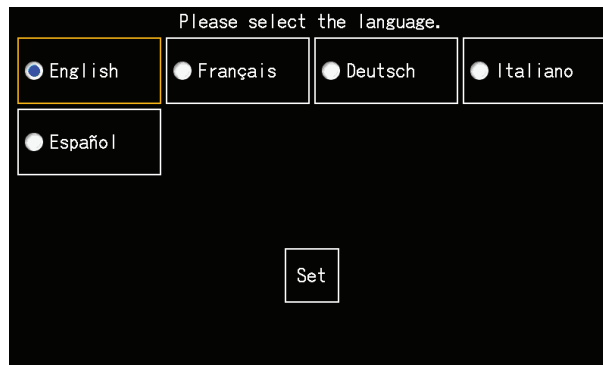 Please select the language.
English Français Deutsch Italiano
Español
Set